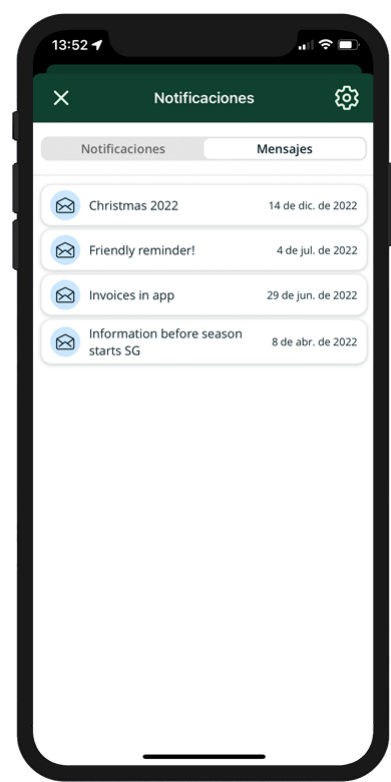 13:52
Notificaciones
Notificaciones
Mensajes
Christmas 2022
14 de dic. de 2022
Friendly reminder!
4 de jul. de 2022
Invoices in app
29 de jun. de 2022
Information before season
starts SG
8 de abr. de 2022